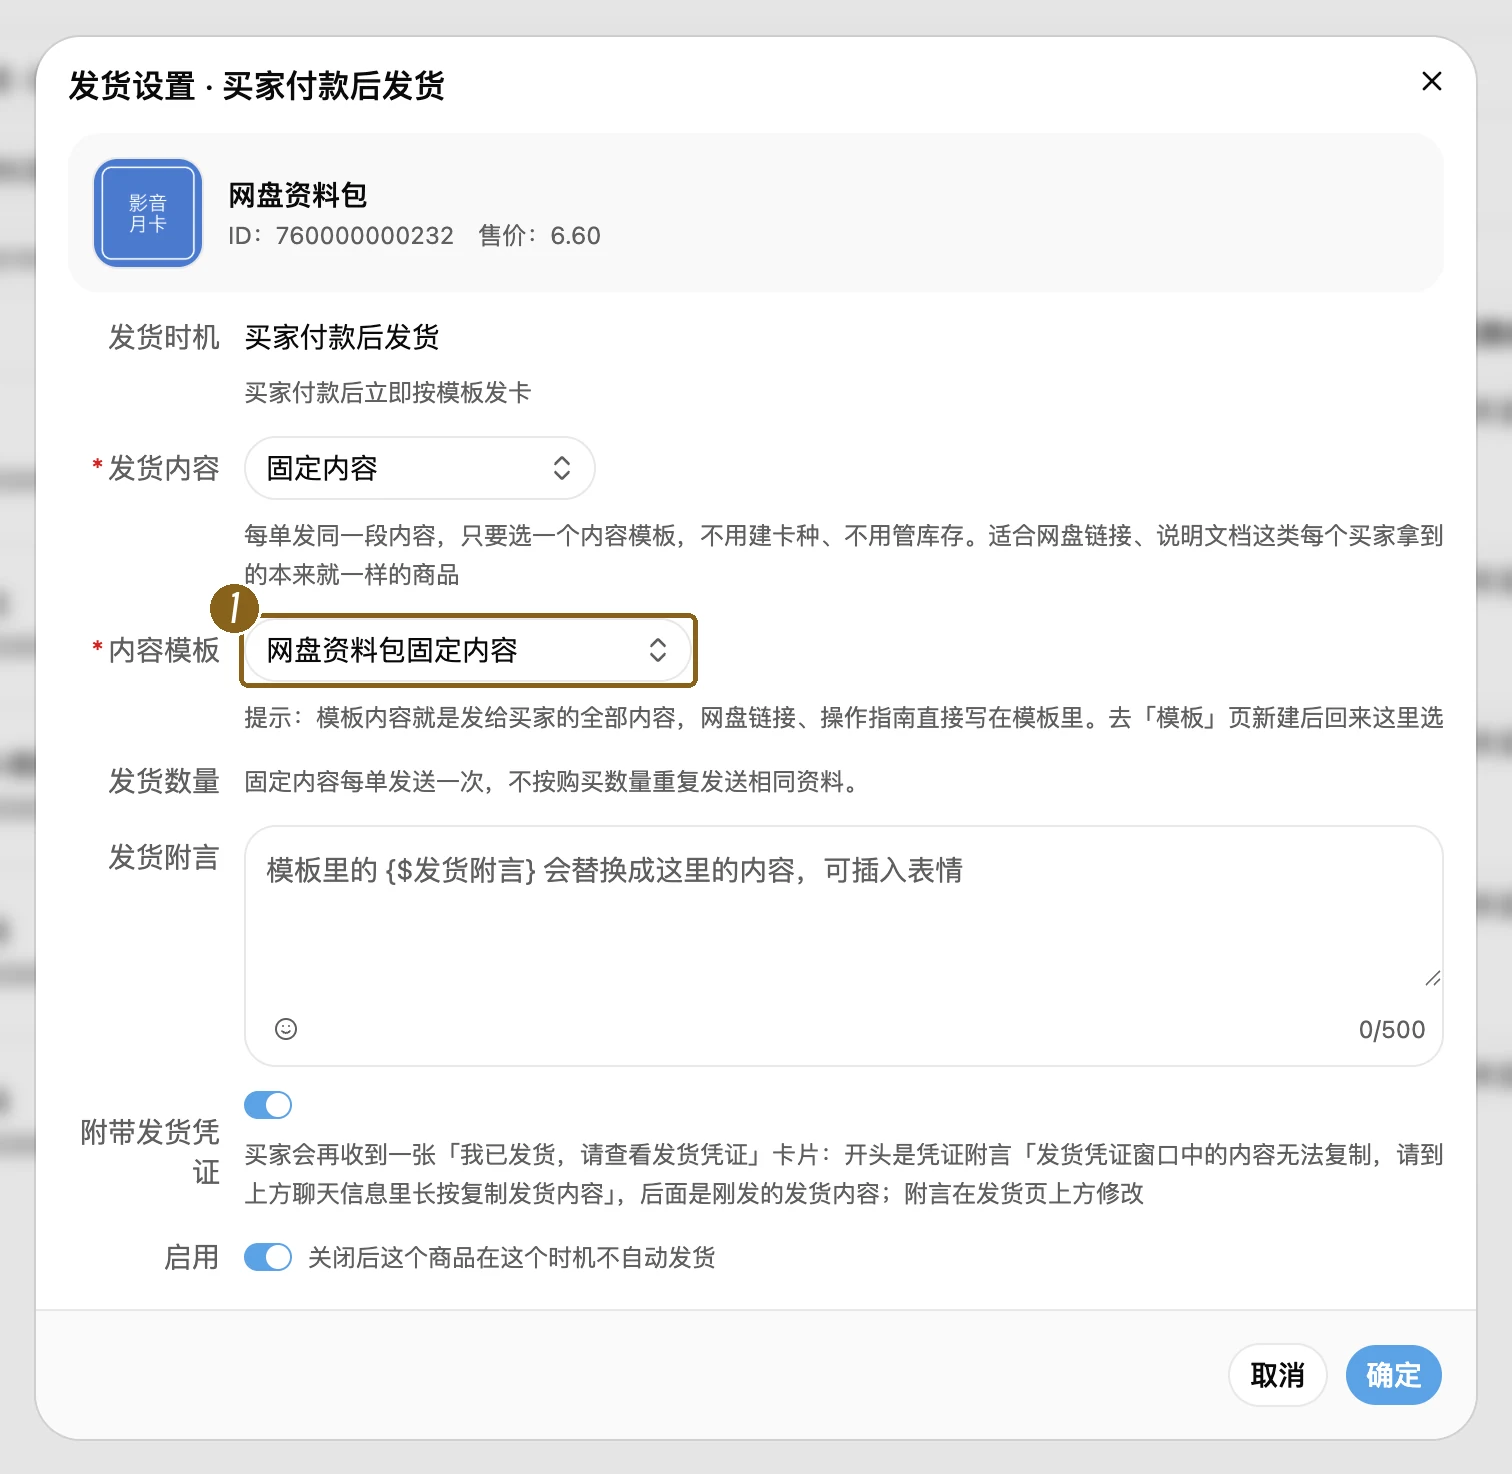 发货设置 · 买家付款后发货
影音
月卡
网盘资料包
ID：760000000232 售价：6.60
发货时机 买家付款后发货
买家付款后立即按模板发卡
* 发货内容 固定内容
每单发同一段内容，只要选一个内容模板，不用建卡种、不用管库存。适合网盘链接、说明文档这类每个买家拿到
的本来就一样的商品
1
* 内容模板 网盘资料包固定内容
提示：模板内容就是发给买家的全部内容，网盘链接、操作指南直接写在模板里。去「模板」页新建后回来这里选
发货数量 固定内容每单发送一次，不按购买数量重复发送相同资料。
发货附言 模板里的 {$发货附言} 会替换成这里的内容，可插入表情
0/500
附带发货凭
证
买家会再收到一张「我已发货，请查看发货凭证」卡片：开头是凭证附言「发货凭证窗口中的内容无法复制，请到
上方聊天信息里长按复制发货内容」，后面是刚发的发货内容；附言在发货页上方修改
启用 关闭后这个商品在这个时机不自动发货
取消 确定